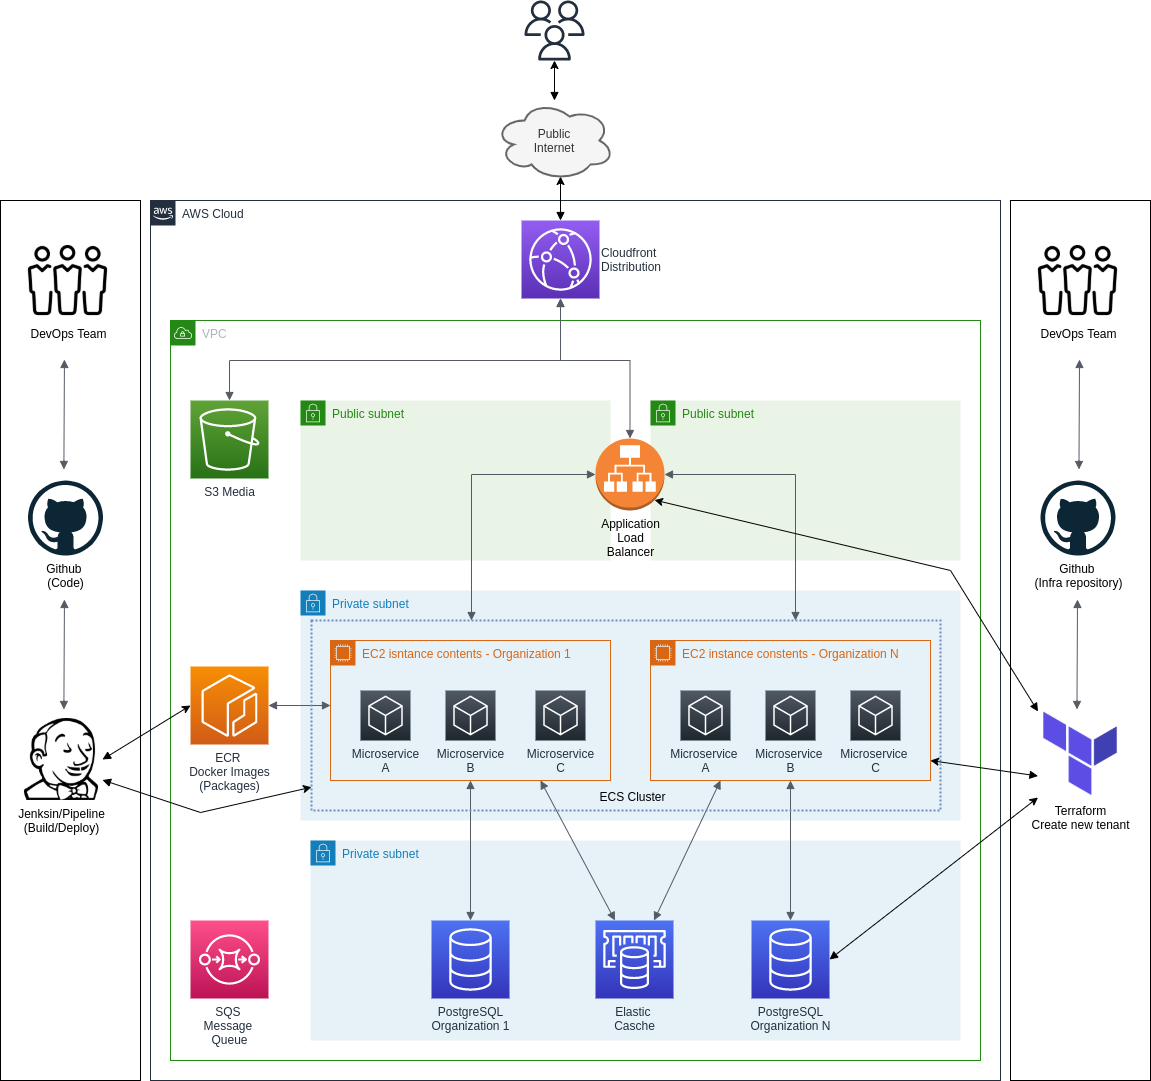 Public
Internet
aws
AWS Cloud
Cloudfront
Distribution
DevOps Team
DevOps Team
VPC
Public subnet
Public subnet
S3 Media
Application
Load
Balancer
Github
(Code)
Github
(Infra repository)
Private subnet
EC2 isntance contents - Organization 1
EC2 instance constents - Organization N
Microservice
A
Microservice
B
Microservice
C
Microservice
A
Microservice
B
Microservice
C
ECR
Docker Images
(Packages)
ECS Cluster
Jenksin/Pipeline
(Build/Deploy)
Terraform
Create new tenant
Private subnet
SQS
Message
Queue
PostgreSQL
Organization 1
Elastic
Casche
PostgreSQL
Organization N